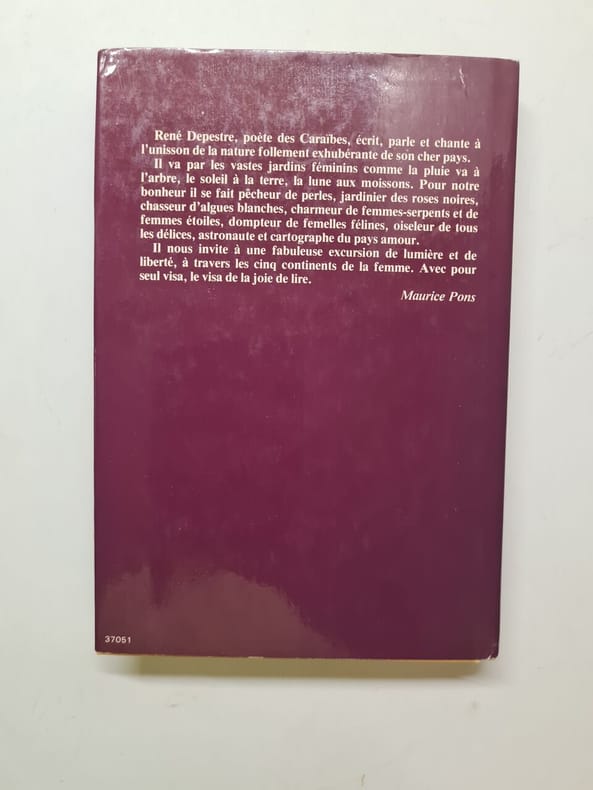 René Depestre, poète des Caraïbes, écrit, parle et chante à
l'unisson de la nature follement exhubérante de son cher pays.
Il va par les vastes jardins féminins comme la pluie va à
l'arbre, le soleil à la terre, la lune aux moissons. Pour notre
bonheur il se fait pêcheur de perles, jardinier des roses noires,
chasseur d'algues blanches, charmeur de femmes-serpents et de
femmes étoiles, dompteur de femelles félines, oiseleur de tous
les délices, astronaute et cartographe du pays amour.
Il nous invite à une fabuleuse excursion de lumière et de
liberté, à travers les cinq continents de la femme. Avec pour
seul visa, le visa de la joie de lire.
Maurice Pons
37051